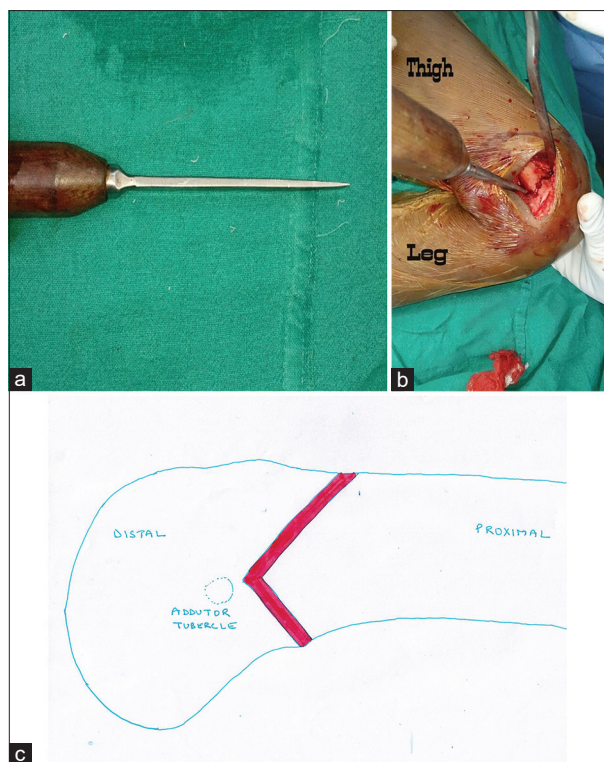 Thigh
Leg
a
b
DISTAL
PROXIMAL
ADDUTOR
TUBERCLE
c